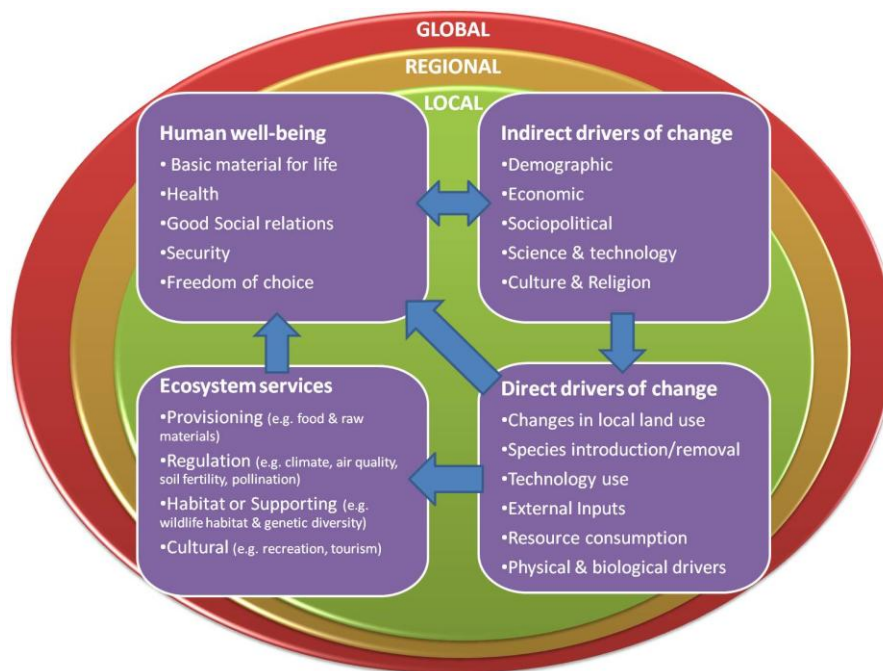 GLOBAL
REGIONAL
LOCAL
Human well-being
• Basic material for life
•Health
•Good Social relations
•Security
•Freedom of choice
Indirect drivers of change
•Demographic
•Economic
•Sociopolitical
•Science & technology
•Culture & Religion
Ecosystem services
•Provisioning (e.g. food & raw
materials)
•Regulation (e.g. climate, air quality,
soil fertility, pollination)
•Habitat or Supporting (e.g.
wildlife habitat & genetic diversity)
•Cultural (e.g. recreation, tourism)
Direct drivers of change
•Changes in local land use
•Species introduction/removal
•Technology use
•External Inputs
•Resource consumption
•Physical & biological drivers